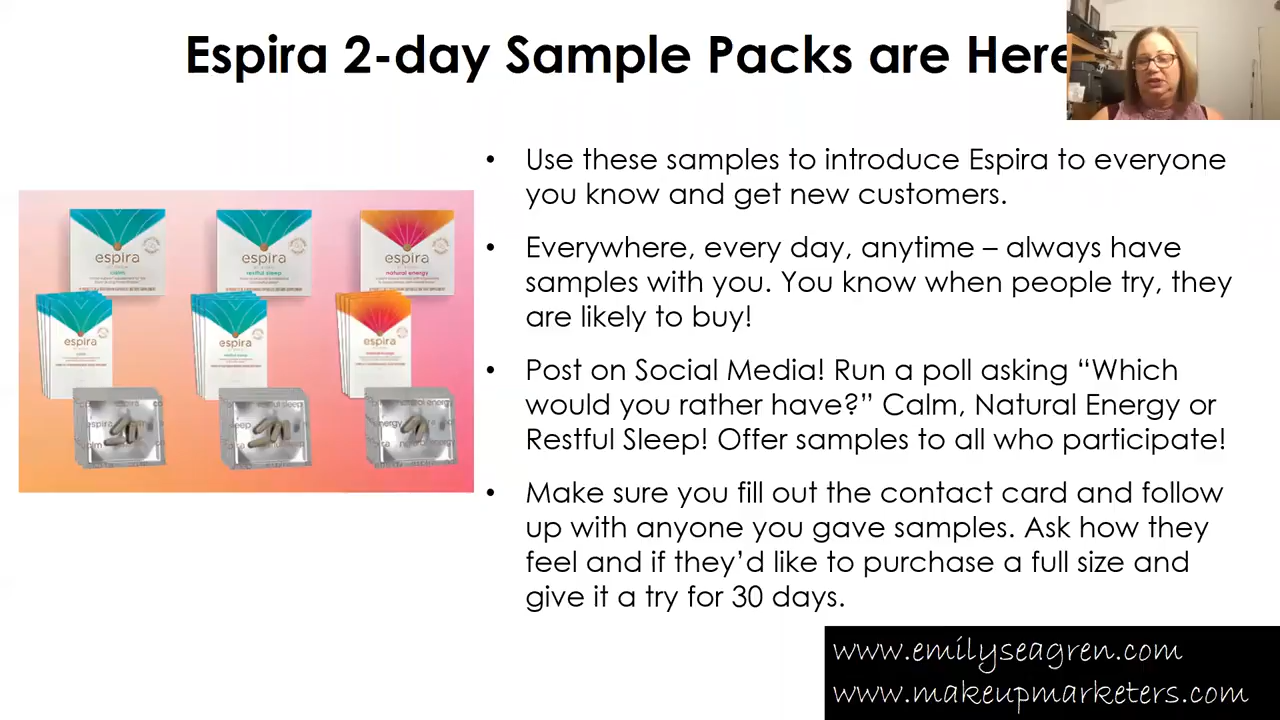 Espira 2-day Sample Packs are Here
• Use these samples to introduce Espira to everyone
you know and get new customers.
• Everywhere, every day, anytime – always have
samples with you. You know when people try, they
are likely to buy!
• Post on Social Media! Run a poll asking “Which
would you rather have?” Calm, Natural Energy or
Restful Sleep! Offer samples to all who participate!
• Make sure you fill out the contact card and follow
up with anyone you gave samples. Ask how they
feel and if they’d like to purchase a full size and
give it a try for 30 days.
espira
calm
espira
restful sleep
espira
natural energy
espira
espira
espira
www.emilyseagren.com
www.makeupmarketers.com